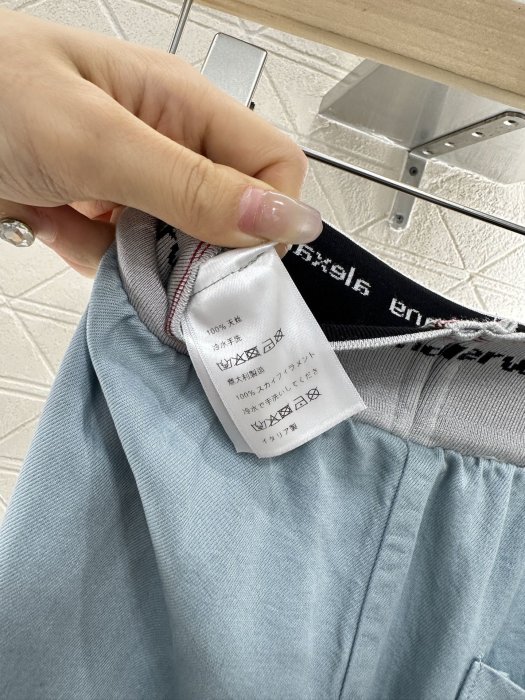 alexa
underw
100% 天丝
冷水手洗
意大利製造
100% スカイフィラメント
冷水で手洗いしてくださ
イタリア製